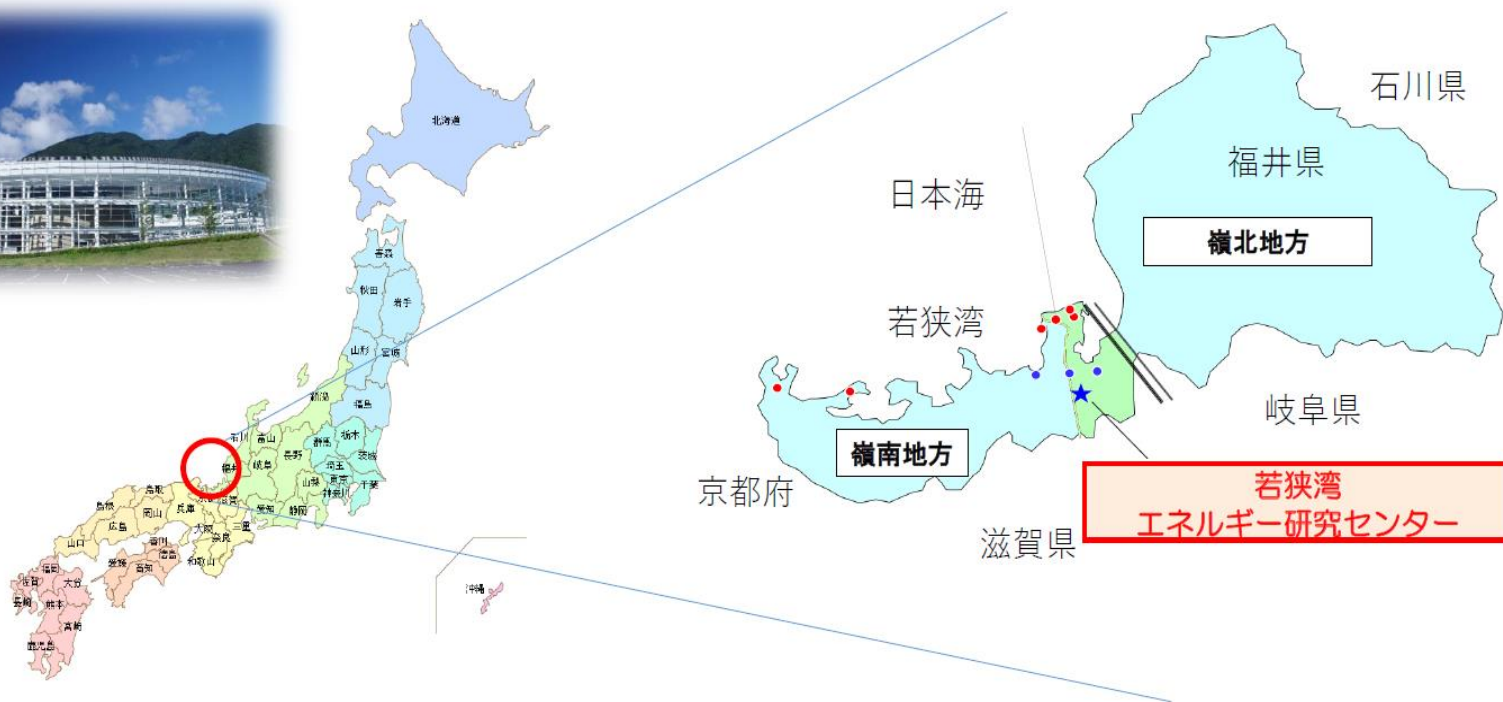 北海道
青森
秋田
岩手
山形
宮城
福島
新潟
石川
富山
福井
岐阜
長野
群馬
栃木
茨城
埼玉
東京
神奈川
千葉
山梨
静岡
愛知
滋賀
三重
奈良
大阪
和歌山
兵庫
鳥取
島根
岡山
広島
山口
香川
徳島
愛媛
高知
福岡
佐賀
長崎
大分
熊本
宮崎
鹿児島
沖縄
石川県
福井県
日本海
嶺北地方
若狭湾
岐阜県
嶺南地方
京都府
滋賀県
若狭湾
エネルギー研究センター